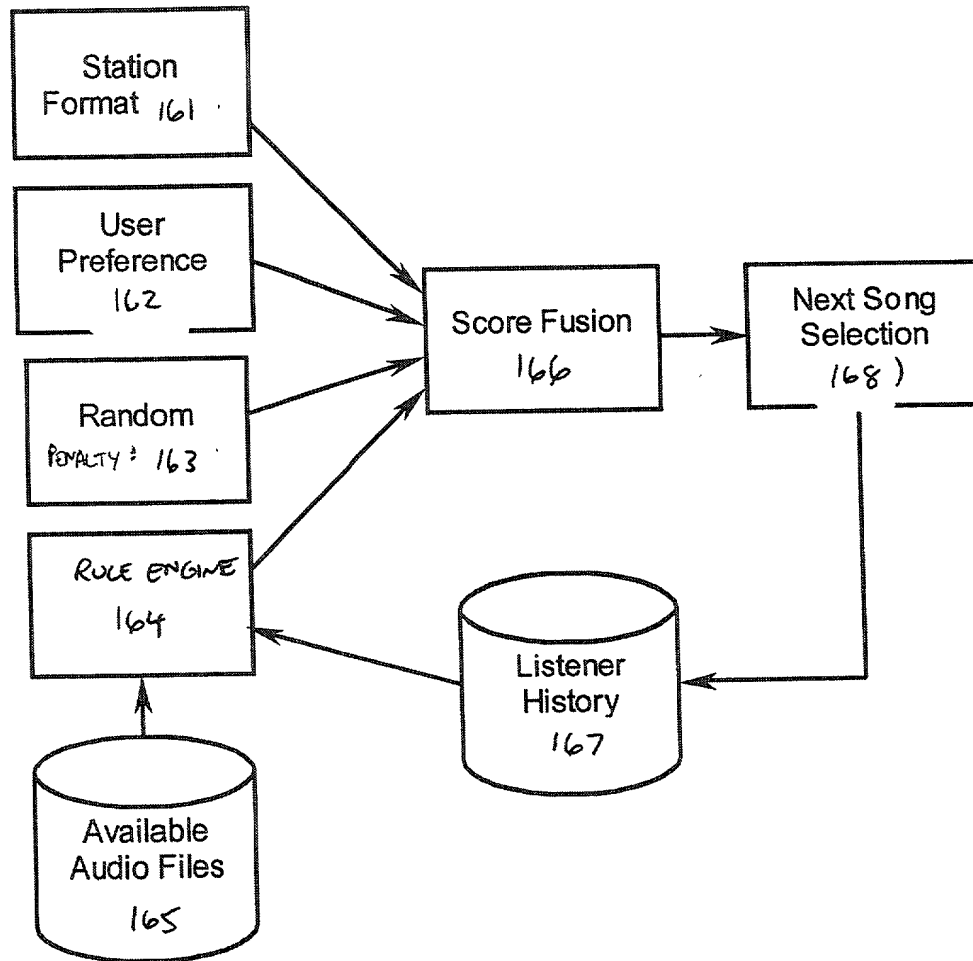 Station
Format 161
User
Preference
162
Random
PENALTY : 163
RULE ENGINE
164
Available
Audio Files
165
Score Fusion
166
Listener
History
167
Next Song
Selection
168)